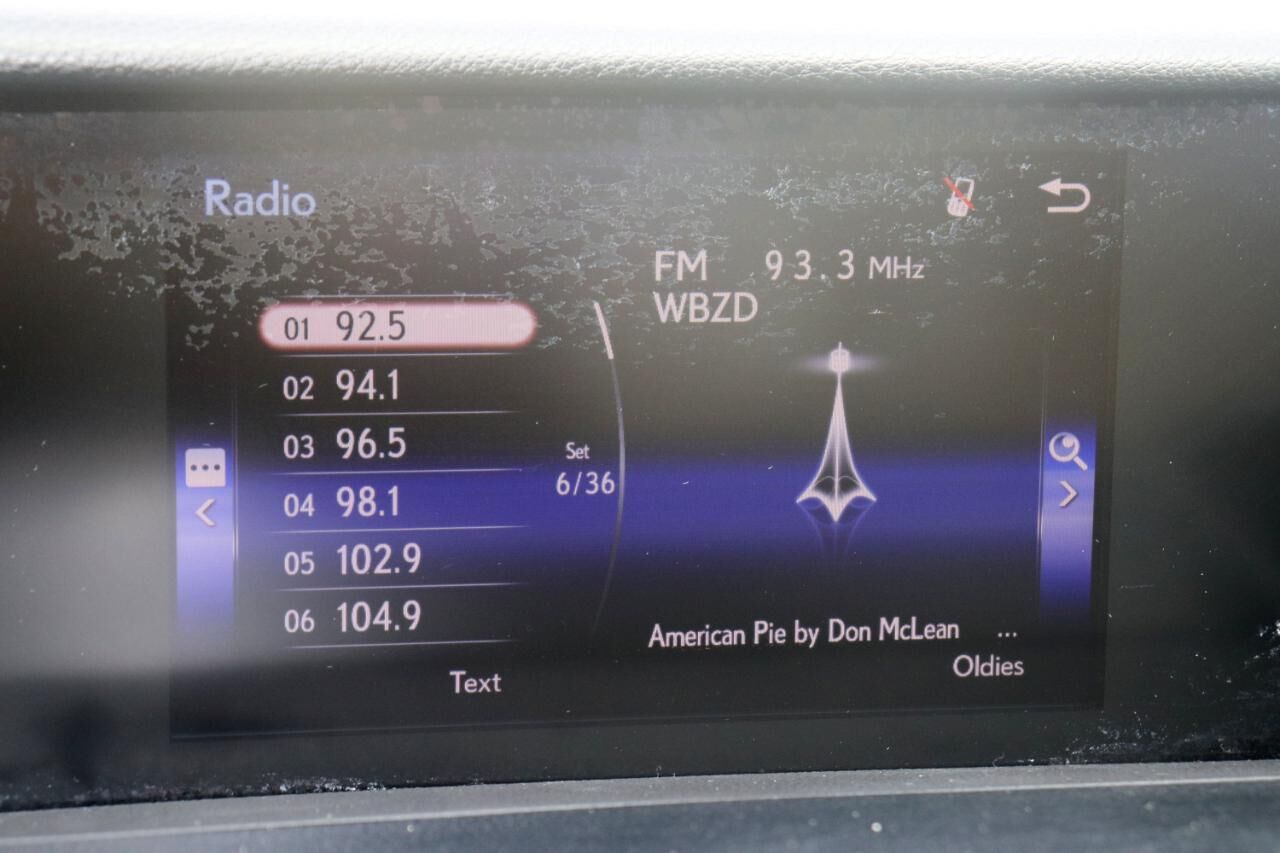 Radio
FM 93.3 MHz
WBZD
01 92.5
02 94.1
03 96.5
04 98.1
05 102.9
06 104.9
Set
6/36
American Pie by Don McLean ...
Oldies
Text